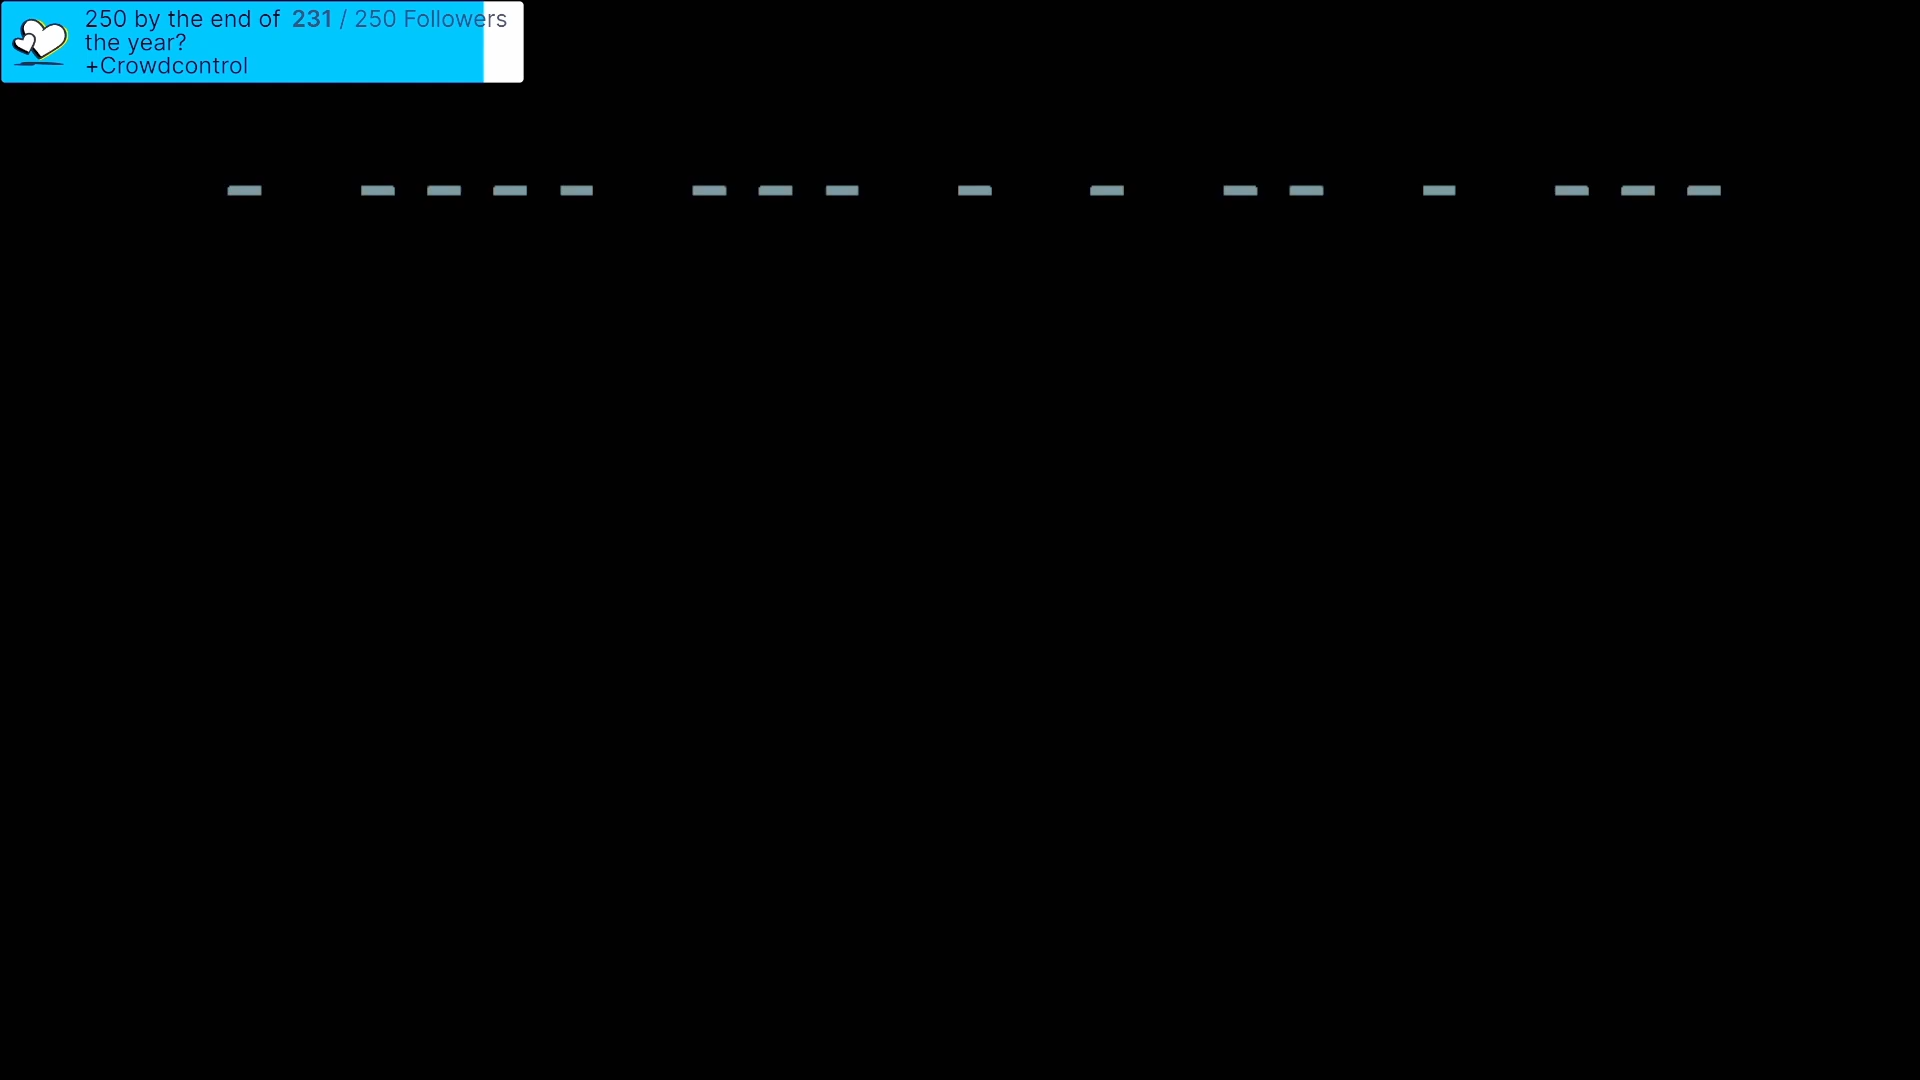 250 by the end of 231 / 250 Followers
the year?
+Crowdcontrol